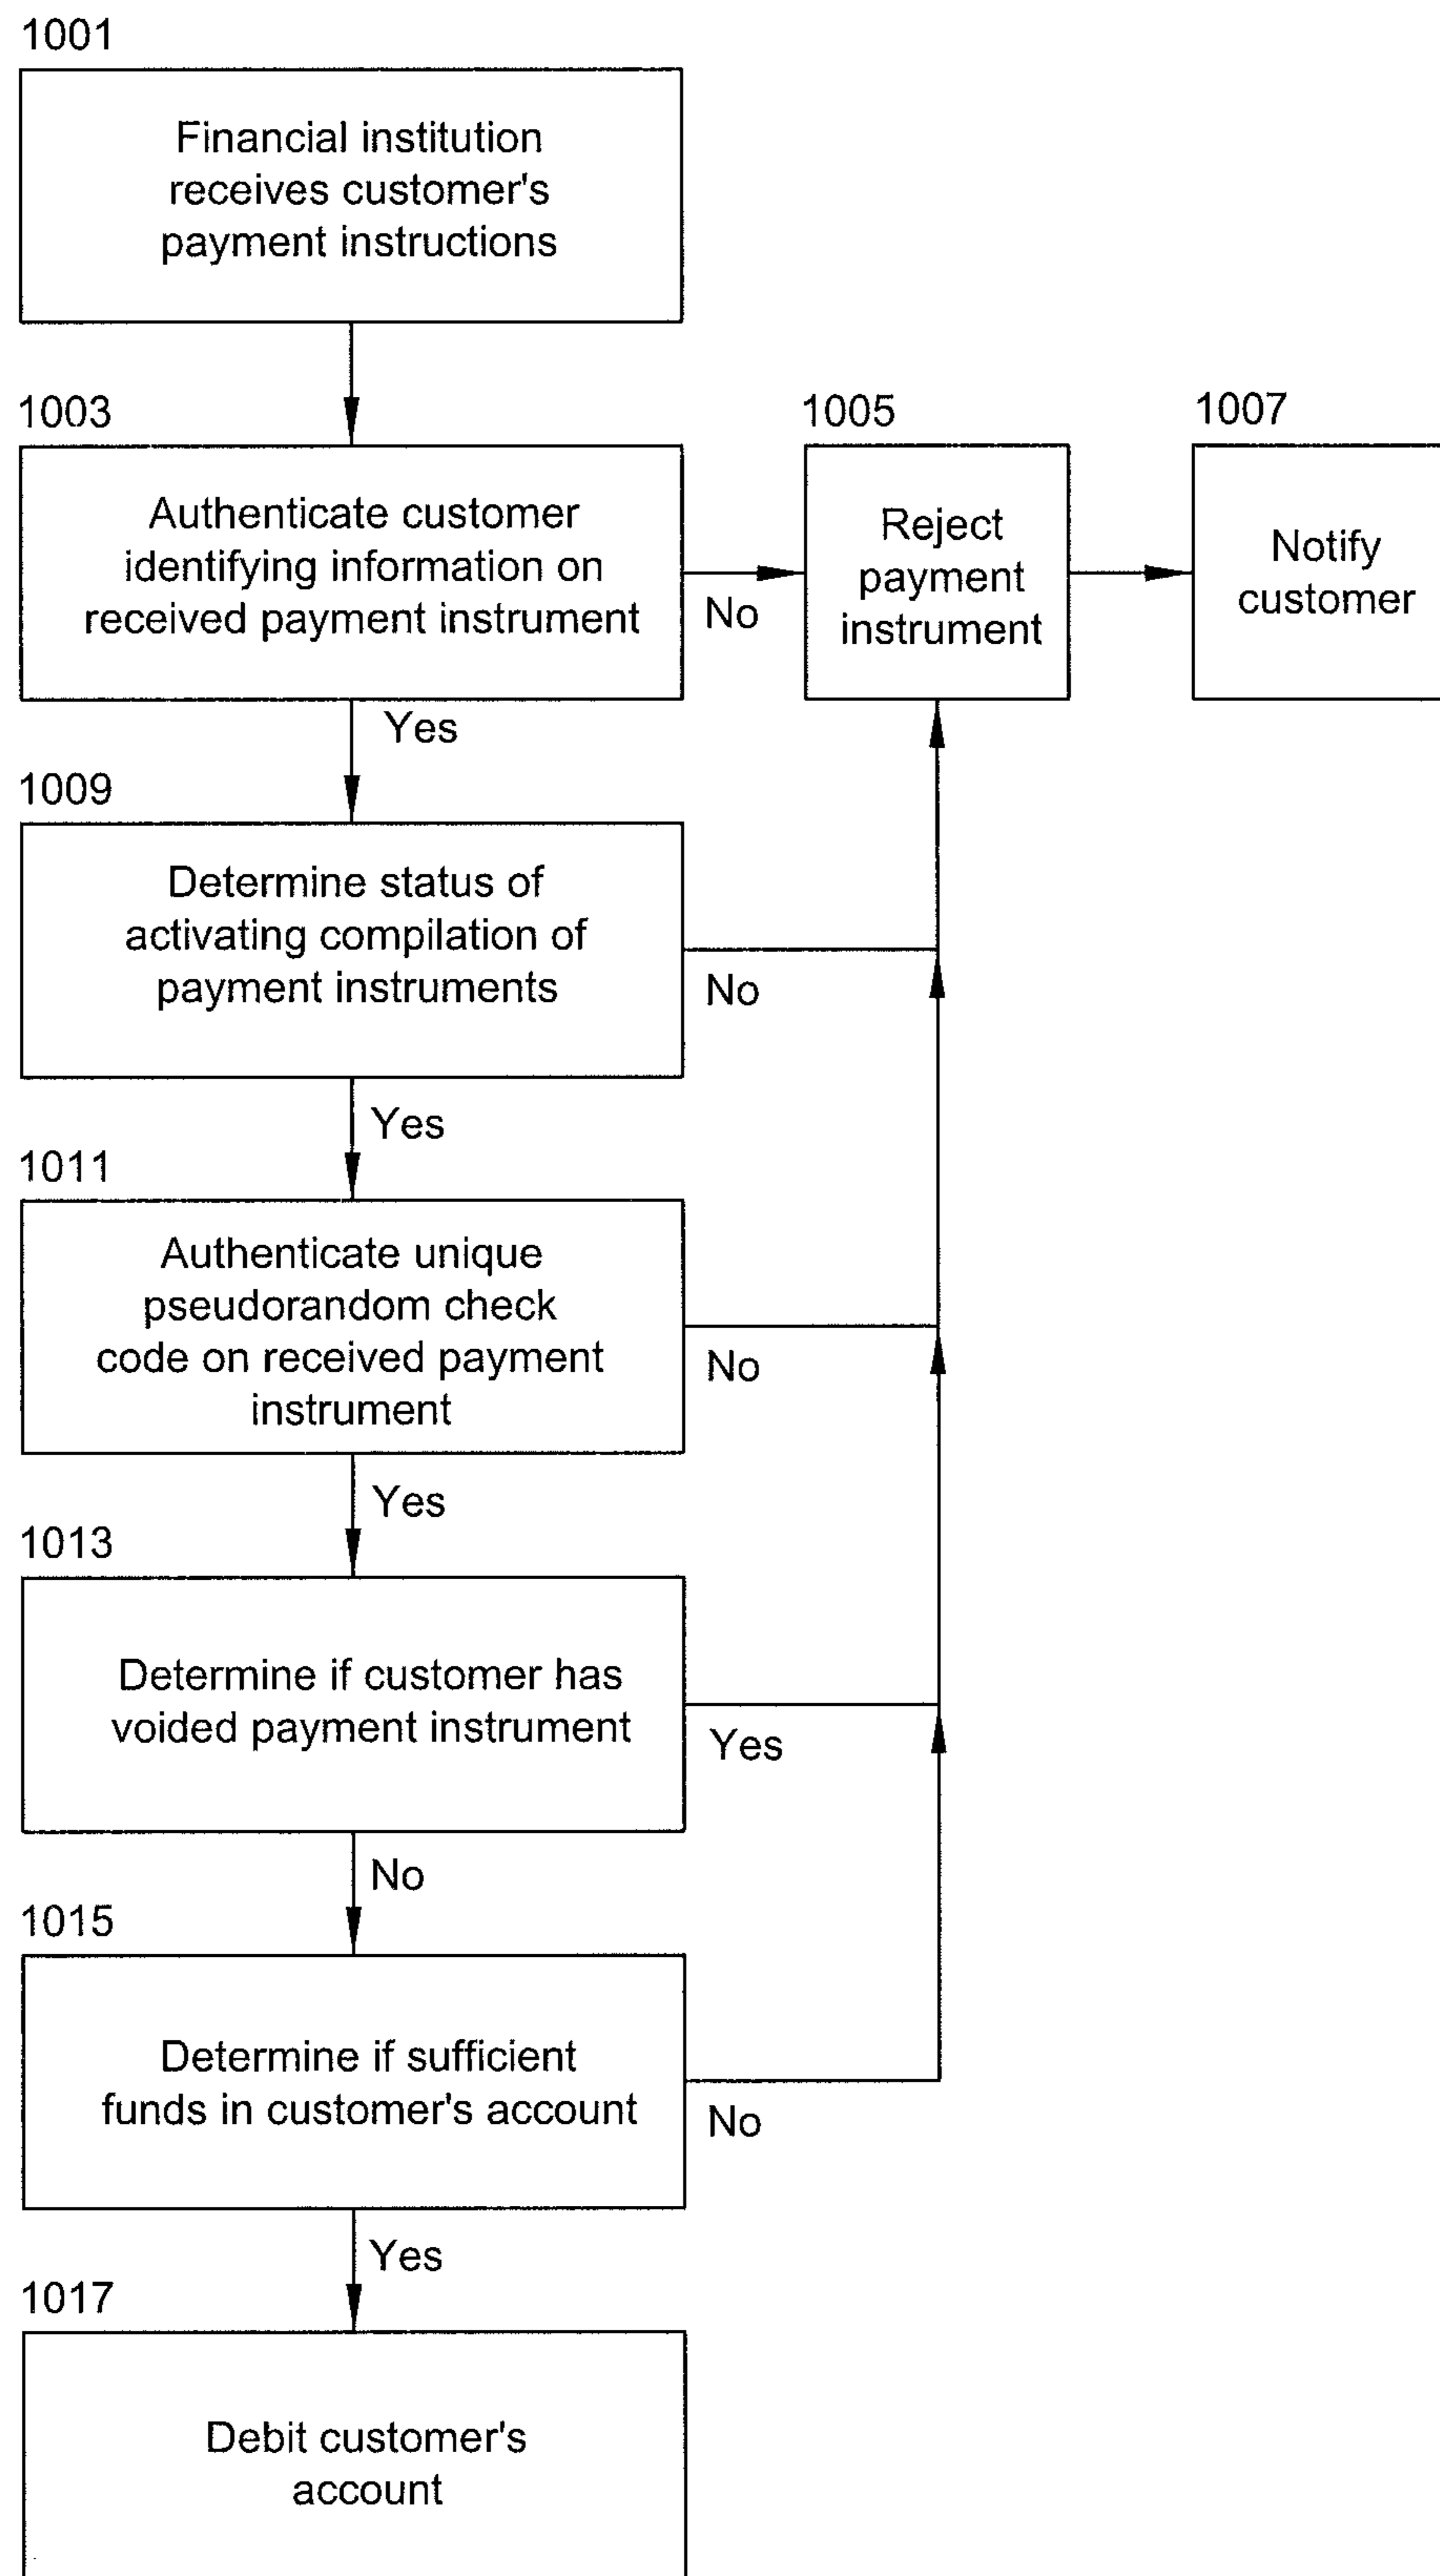 1001
Financial institution
receives customer's
payment instructions
1003
Authenticate customer
identifying information on
received payment instrument
No
1005
Reject
payment
instrument
1007
Notify
customer
Yes
1009
Determine status of
activating compilation of
payment instruments
No
Yes
1011
Authenticate unique
pseudorandom check
code on received payment
instrument
No
Yes
1013
Determine if customer has
voided payment instrument
Yes
No
1015
Determine if sufficient
funds in customer's account
No
Yes
1017
Debit customer's
account